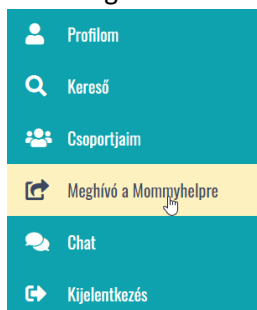 Profilom
Kereső
Csoportjaim
Meghívó a Mommyhelpre
Chat
Kijelentkezés